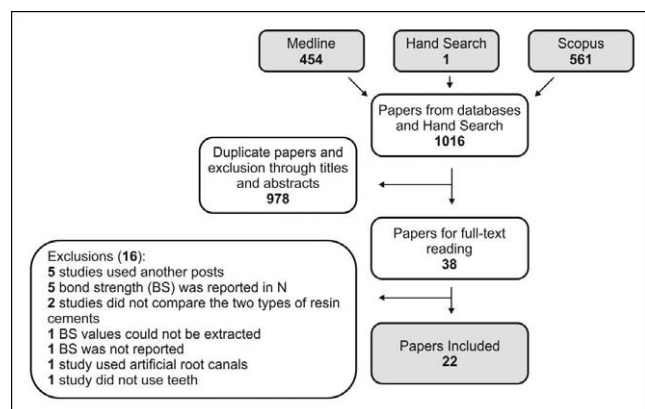 Medline
454
Hand Search
1
Scopus
561
Papers from databases
and Hand Search
1016
Duplicate papers and
exclusion through titles
and abstracts
978
Papers for full-text
reading
38
Exclusions (16):
5 studies used another posts
5 bond strength (BS) was reported in N
2 studies did not compare the two types of resin
cements
1 BS values could not be extracted
1 BS was not reported
1 study used artificial root canals
1 study did not use teeth
Papers Included
22